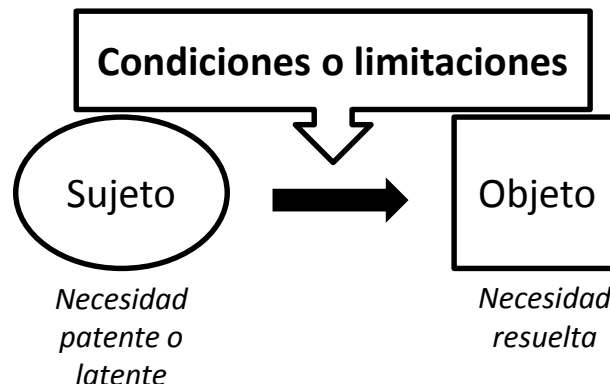 Condiciones o limitaciones
Sujeto
Objeto
Necesidad
patente o
latente
Necesidad
resuelta